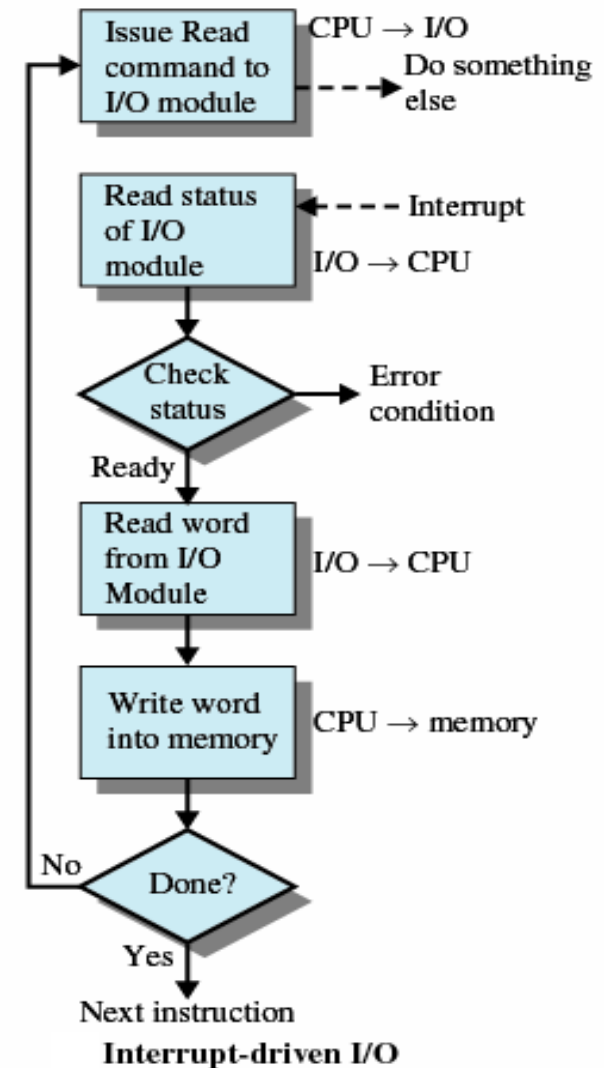 Issue Read
command to
I/O module
CPU → I/O
Do something
else
Read status
of I/O
module
Interrupt
I/O → CPU
Check
status
Error
condition
Ready
Read word
from I/O
Module
I/O → CPU
Write word
into memory
CPU → memory
No
Done?
Yes
Next instruction
Interrupt-driven I/O